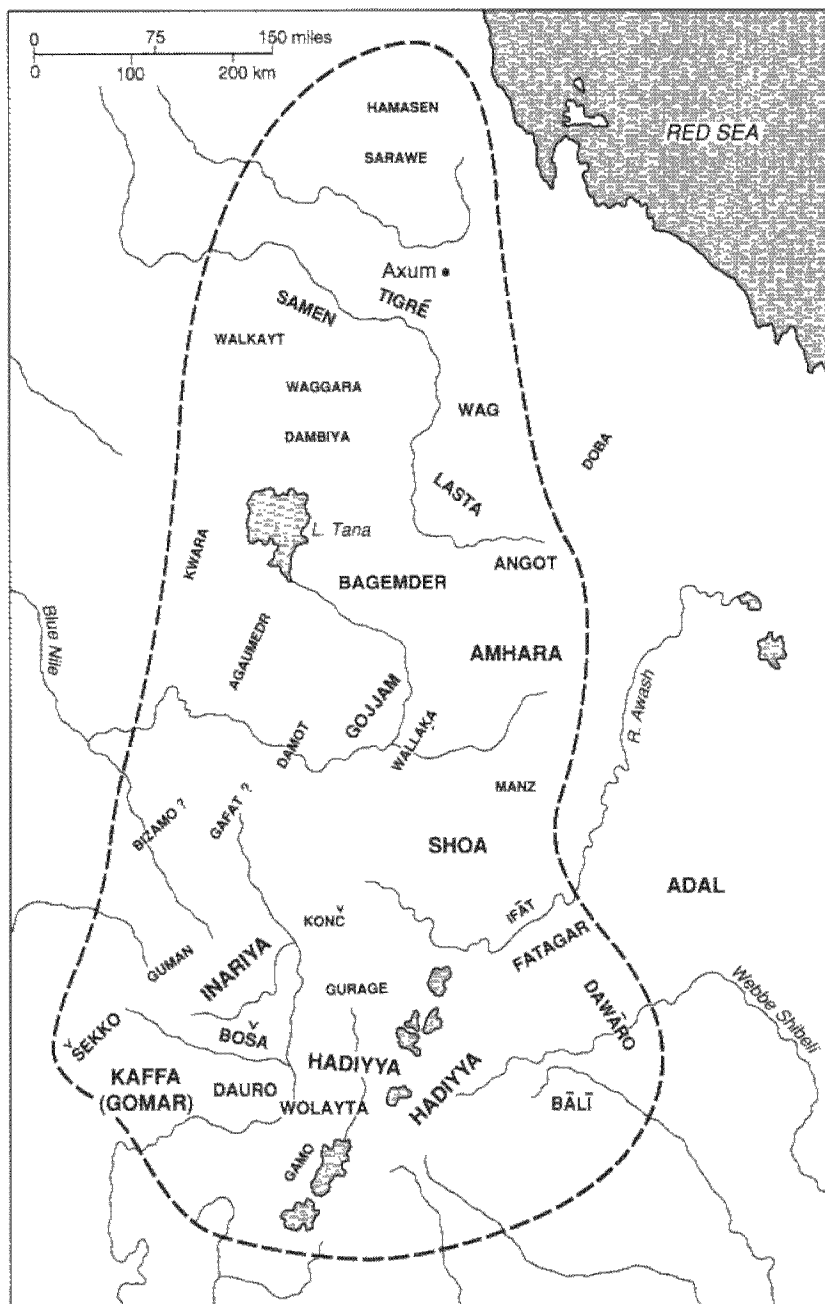 0 75 150 miles
0 100 200 km
HAMASEN
RED SEA
SARAWE
Axum
TIGRÉ
SAMEN
WALKAYT
WAGGARA
WAG
DAMBIYA
DOBA
LASTA
L. Tana
ANGOT
KWARA
BAGEMDER
Blue Nile
AGAUMEDR
AMHARA
GOJJAM
R. Awash
DAMOT
WALLAḲA
MANZ
BIZAMO ?
GAFAT ?
SHOA
ADAL
IFĀT
KONČ
FATAGAR
GUMAN
INARIYA
GURAGE
DAWĀRO
Webbe Shibeli
ŠEKKO
BOŠA
HADIYYA
HADIYYA
KAFFA
(GOMAR)
DAURO
WOLAYTA
BĀLĪ
GAMO